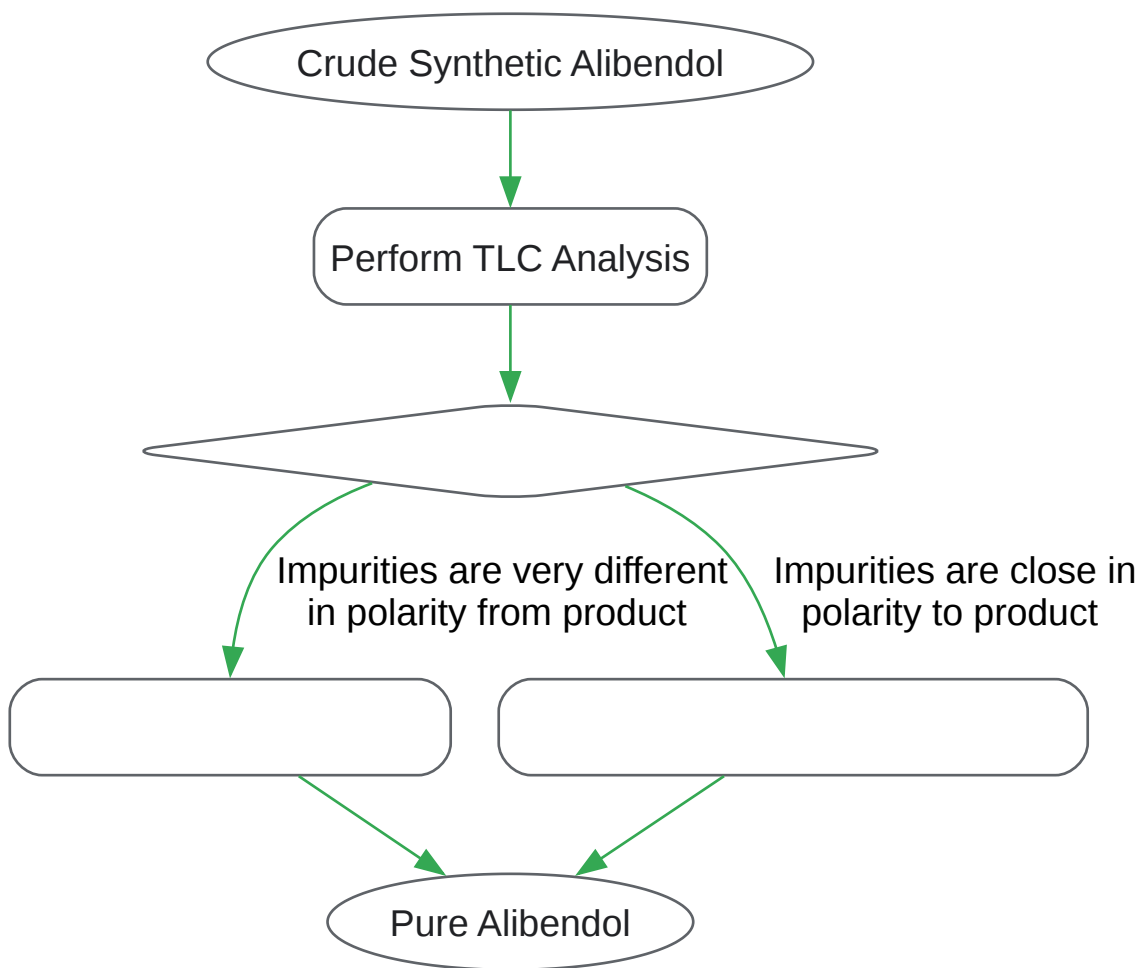 Crude Synthetic Alibendol
Perform TLC Analysis
Impurities are very different
in polarity from product
Impurities are close in
polarity to product
Pure Alibendol